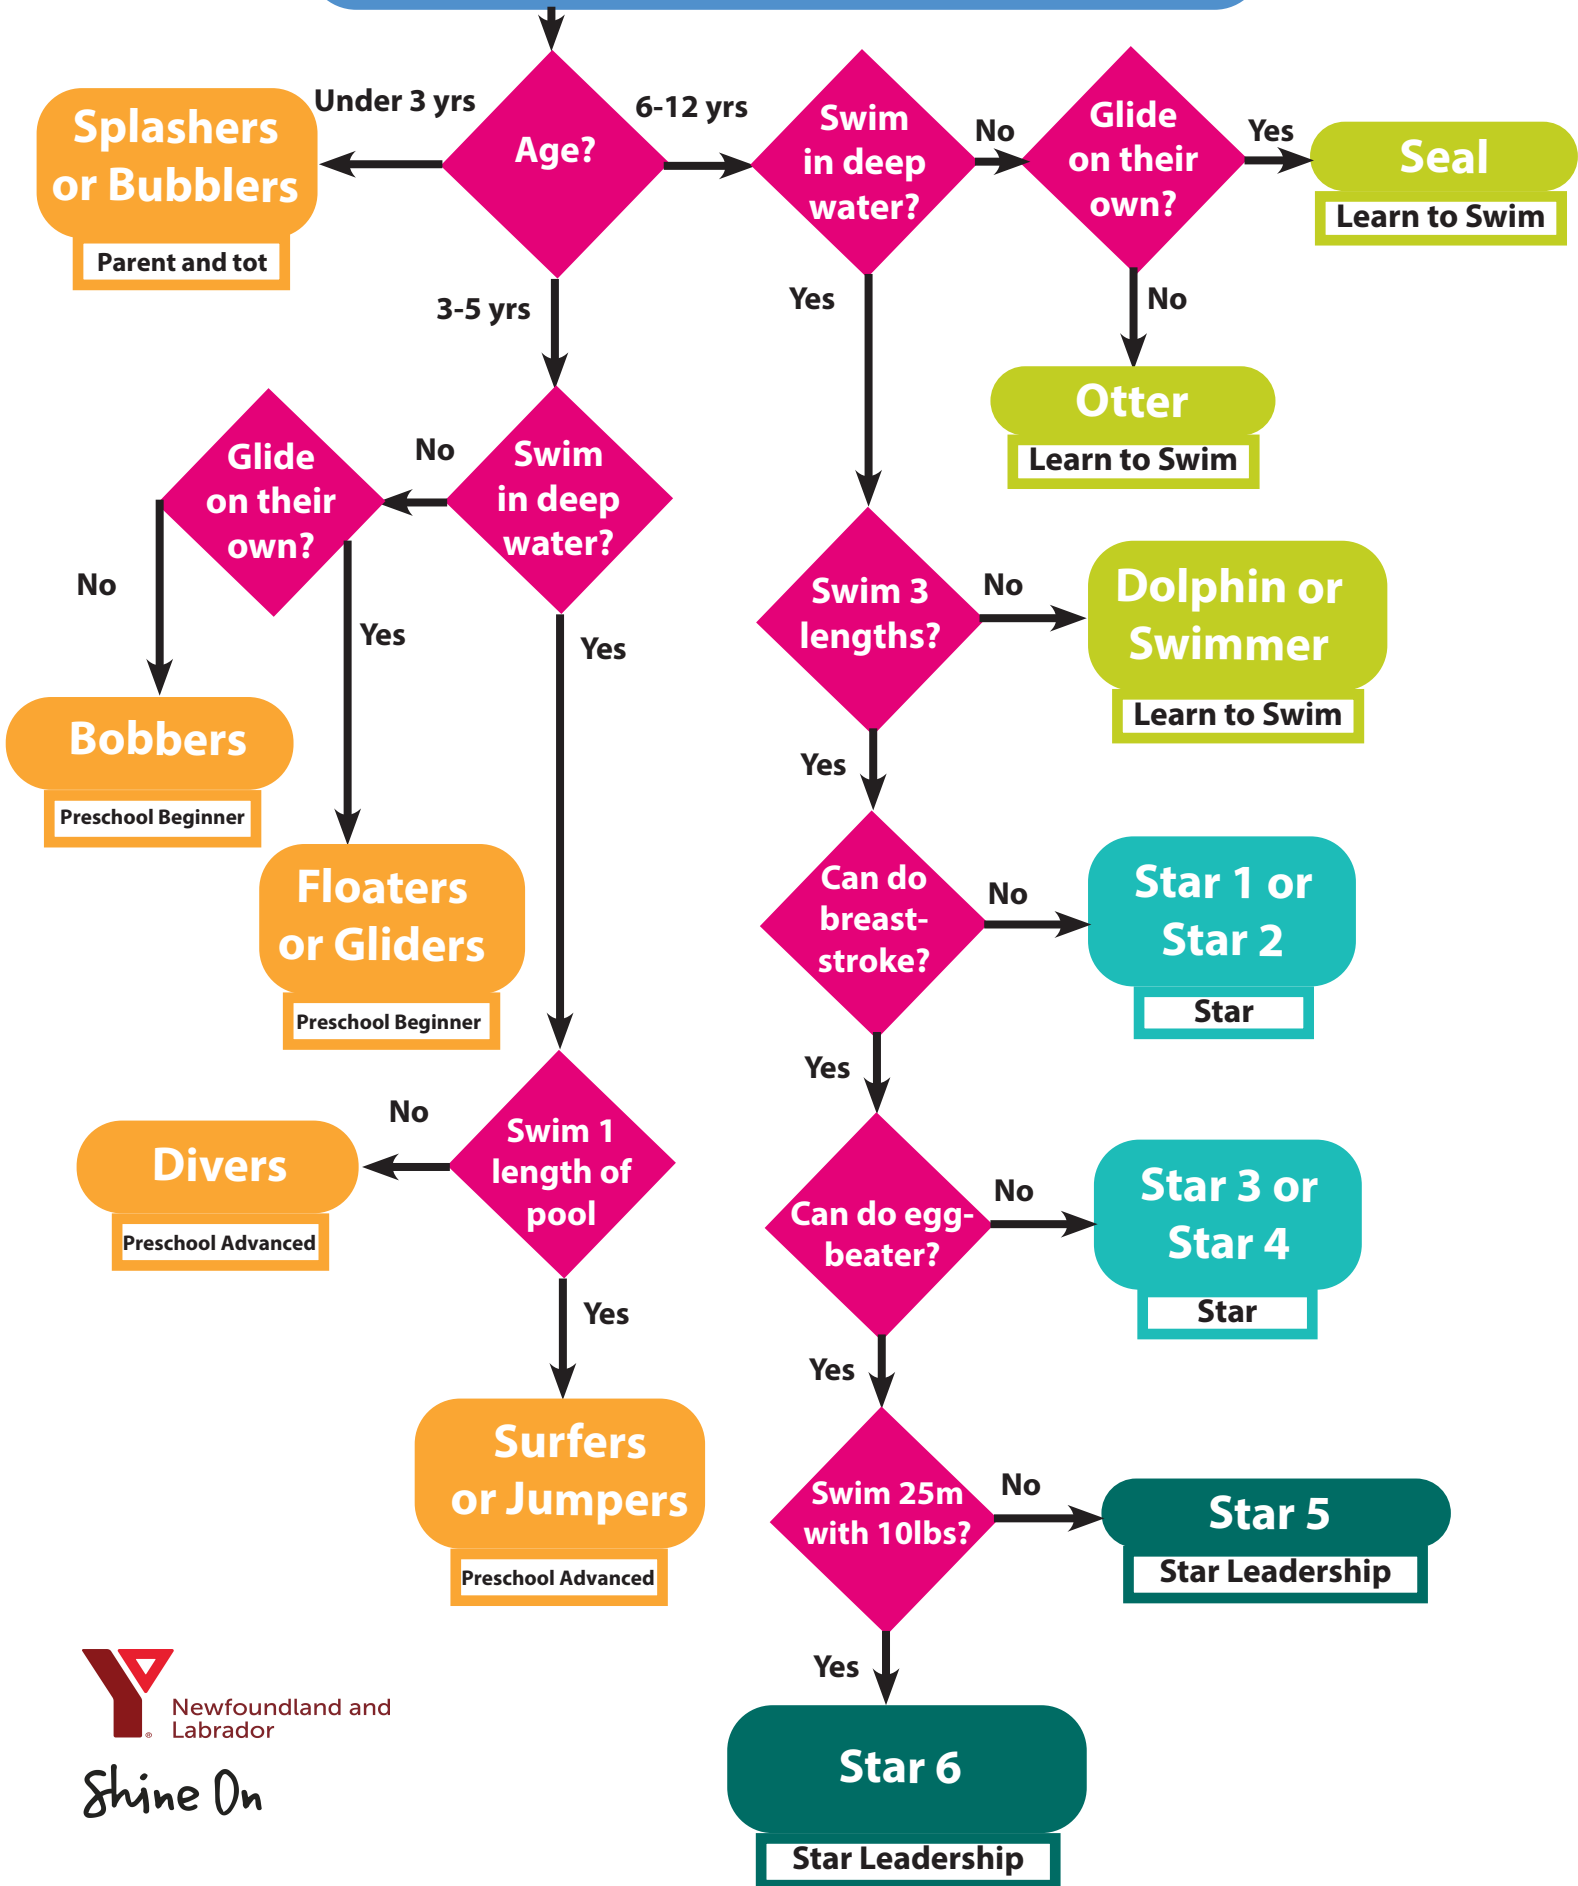 Age?
Under 3 yrs
Splashers
or Bubblers
Parent and tot
6-12 yrs
Swim
in deep
water?
No
Glide
on their
own?
Yes
Seal
Learn to Swim
No
Otter
Learn to Swim
Yes
Swim 3
lengths?
No
Dolphin or
Swimmer
Learn to Swim
Yes
Can do
breast-
stroke?
No
Star 1 or
Star 2
Star
Yes
Can do egg-
beater?
No
Star 3 or
Star 4
Star
Yes
Swim 25m
with 10lbs?
No
Star 5
Star Leadership
Yes
Star 6
Star Leadership
3-5 yrs
Swim
in deep
water?
No
Glide
on their
own?
No
Bobbers
Preschool Beginner
Yes
Floaters
or Gliders
Preschool Beginner
Yes
Swim 1
length of
pool
No
Divers
Preschool Advanced
Yes
Surfers
or Jumpers
Preschool Advanced
Y®
Newfoundland and
Labrador
Shine On